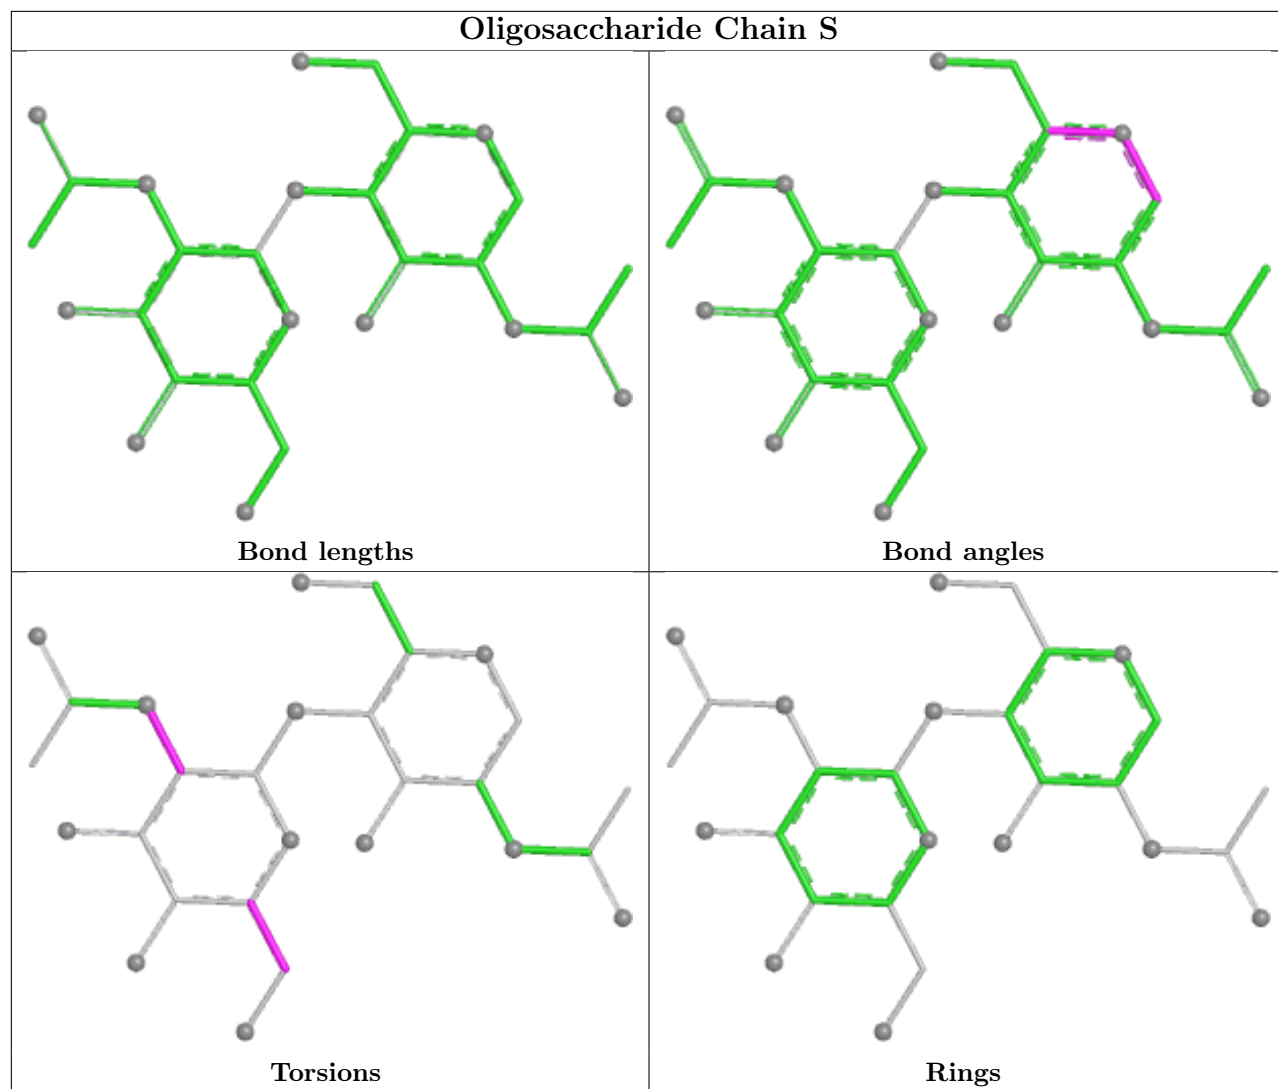 Oligosaccharide Chain S
Bond lengths
Bond angles
Torsions
Rings